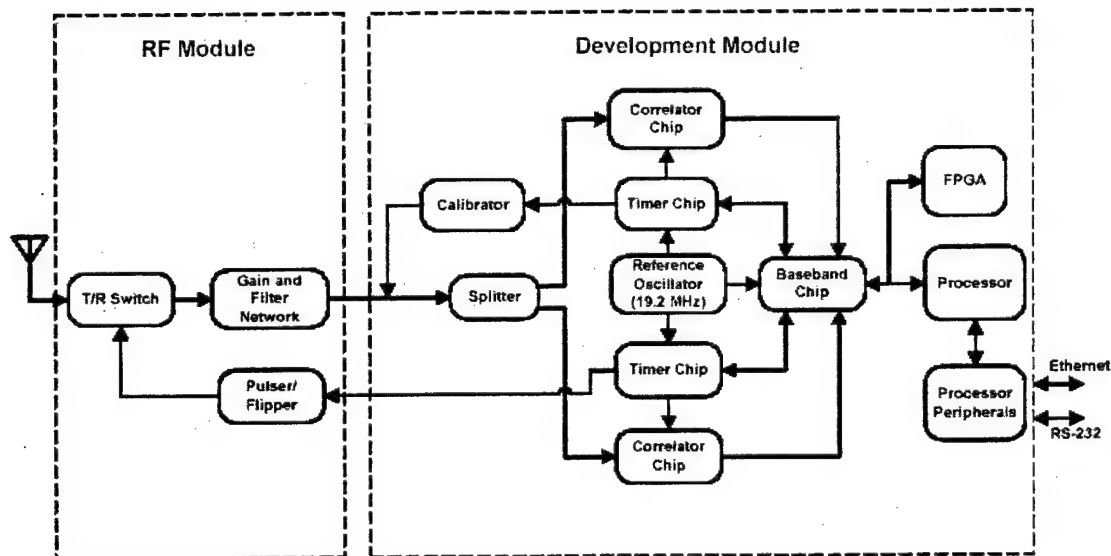 RF Module
Development Module
Correlator
Chip
FPGA
Calibrator
Timer Chip
T/R Switch
Gain and
Filter
Network
Splitter
Reference
Oscillator
(19.2 MHz)
Baseband
Chip
Processor
Pulser/
Flipper
Timer Chip
Processor
Peripherals
Ethernet
RS-232
Correlator
Chip